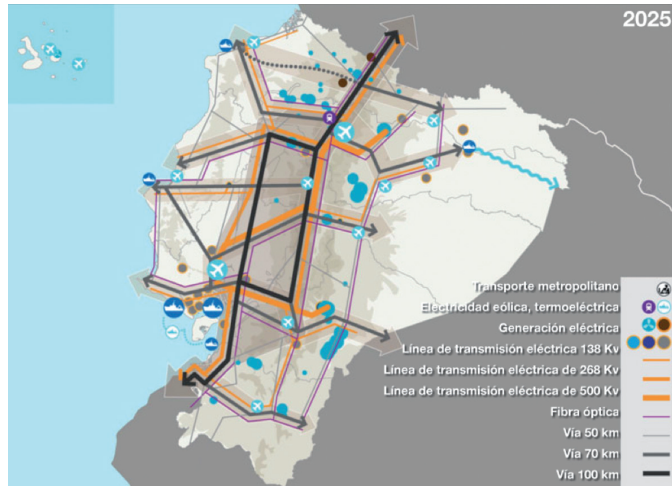 2025
Transporte metropolitano
Electricidad eólica, termoeléctrica
Generación eléctrica
Línea de transmisión eléctrica 138 Kv
Línea de transmisión eléctrica de 268 Kv
Línea de transmisión eléctrica de 500 Kv
Fibra óptica
Vía 50 km
Vía 70 km
Vía 100 km